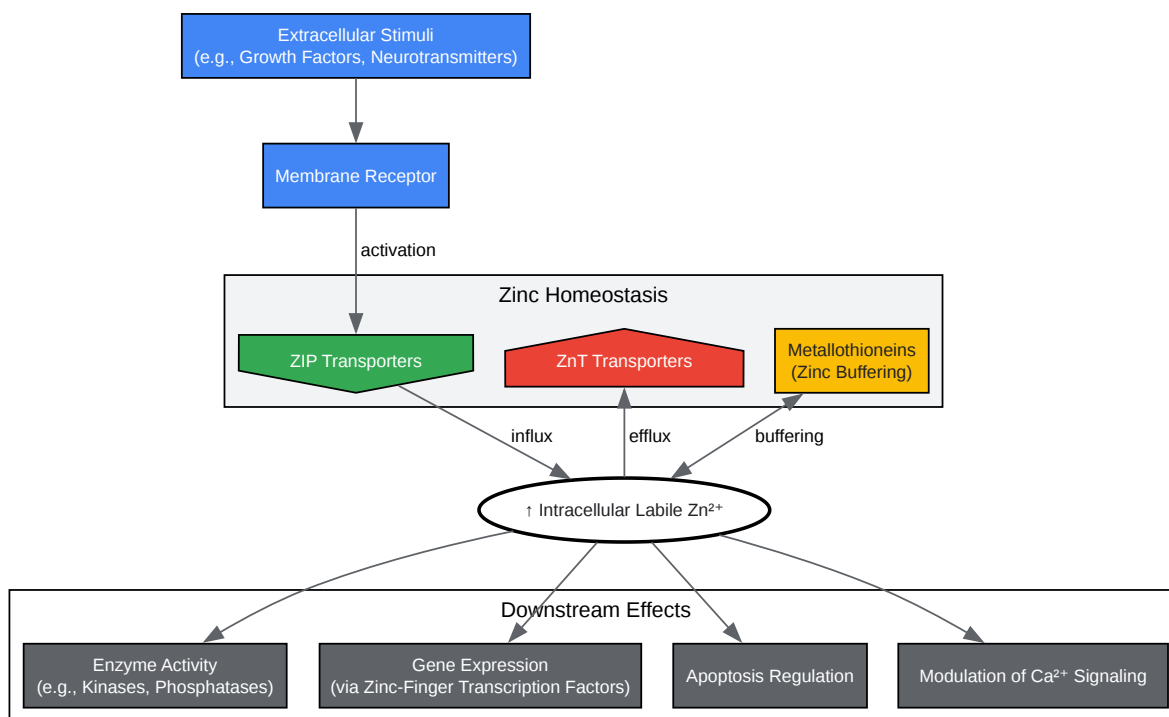 Extracellular Stimuli
(e.g., Growth Factors, Neurotransmitters)
Membrane Receptor
activation
Zinc Homeostasis
ZIP Transporters
ZnT Transporters
Metallothioneins
(Zinc Buffering)
influx
efflux
buffering
↑ Intracellular Labile Zn²⁺
Downstream Effects
Enzyme Activity
(e.g., Kinases, Phosphatases)
Gene Expression
(via Zinc-Finger Transcription Factors)
Apoptosis Regulation
Modulation of Ca²⁺ Signaling